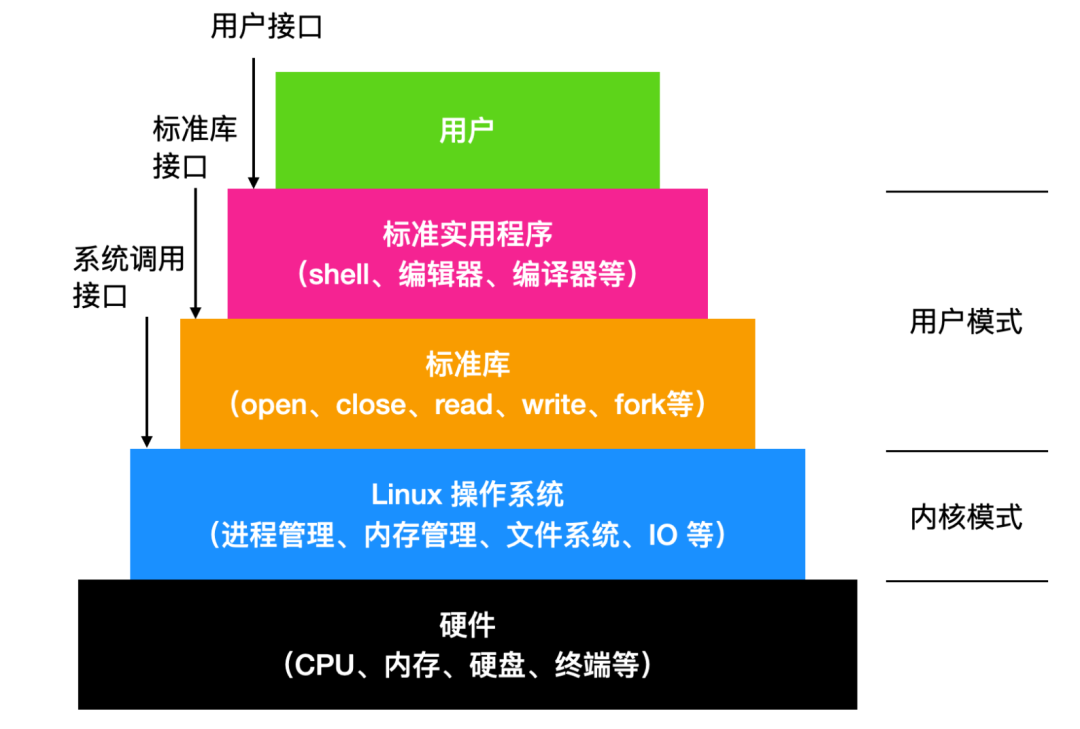 用户接口
用户
标准库
接口
标准实用程序
（shell、编辑器、编译器等）
系统调用
接口
用户模式
标准库
（open、close、read、write、fork等）
Linux 操作系统
（进程管理、内存管理、文件系统、IO 等）
内核模式
硬件
（CPU、内存、硬盘、终端等）